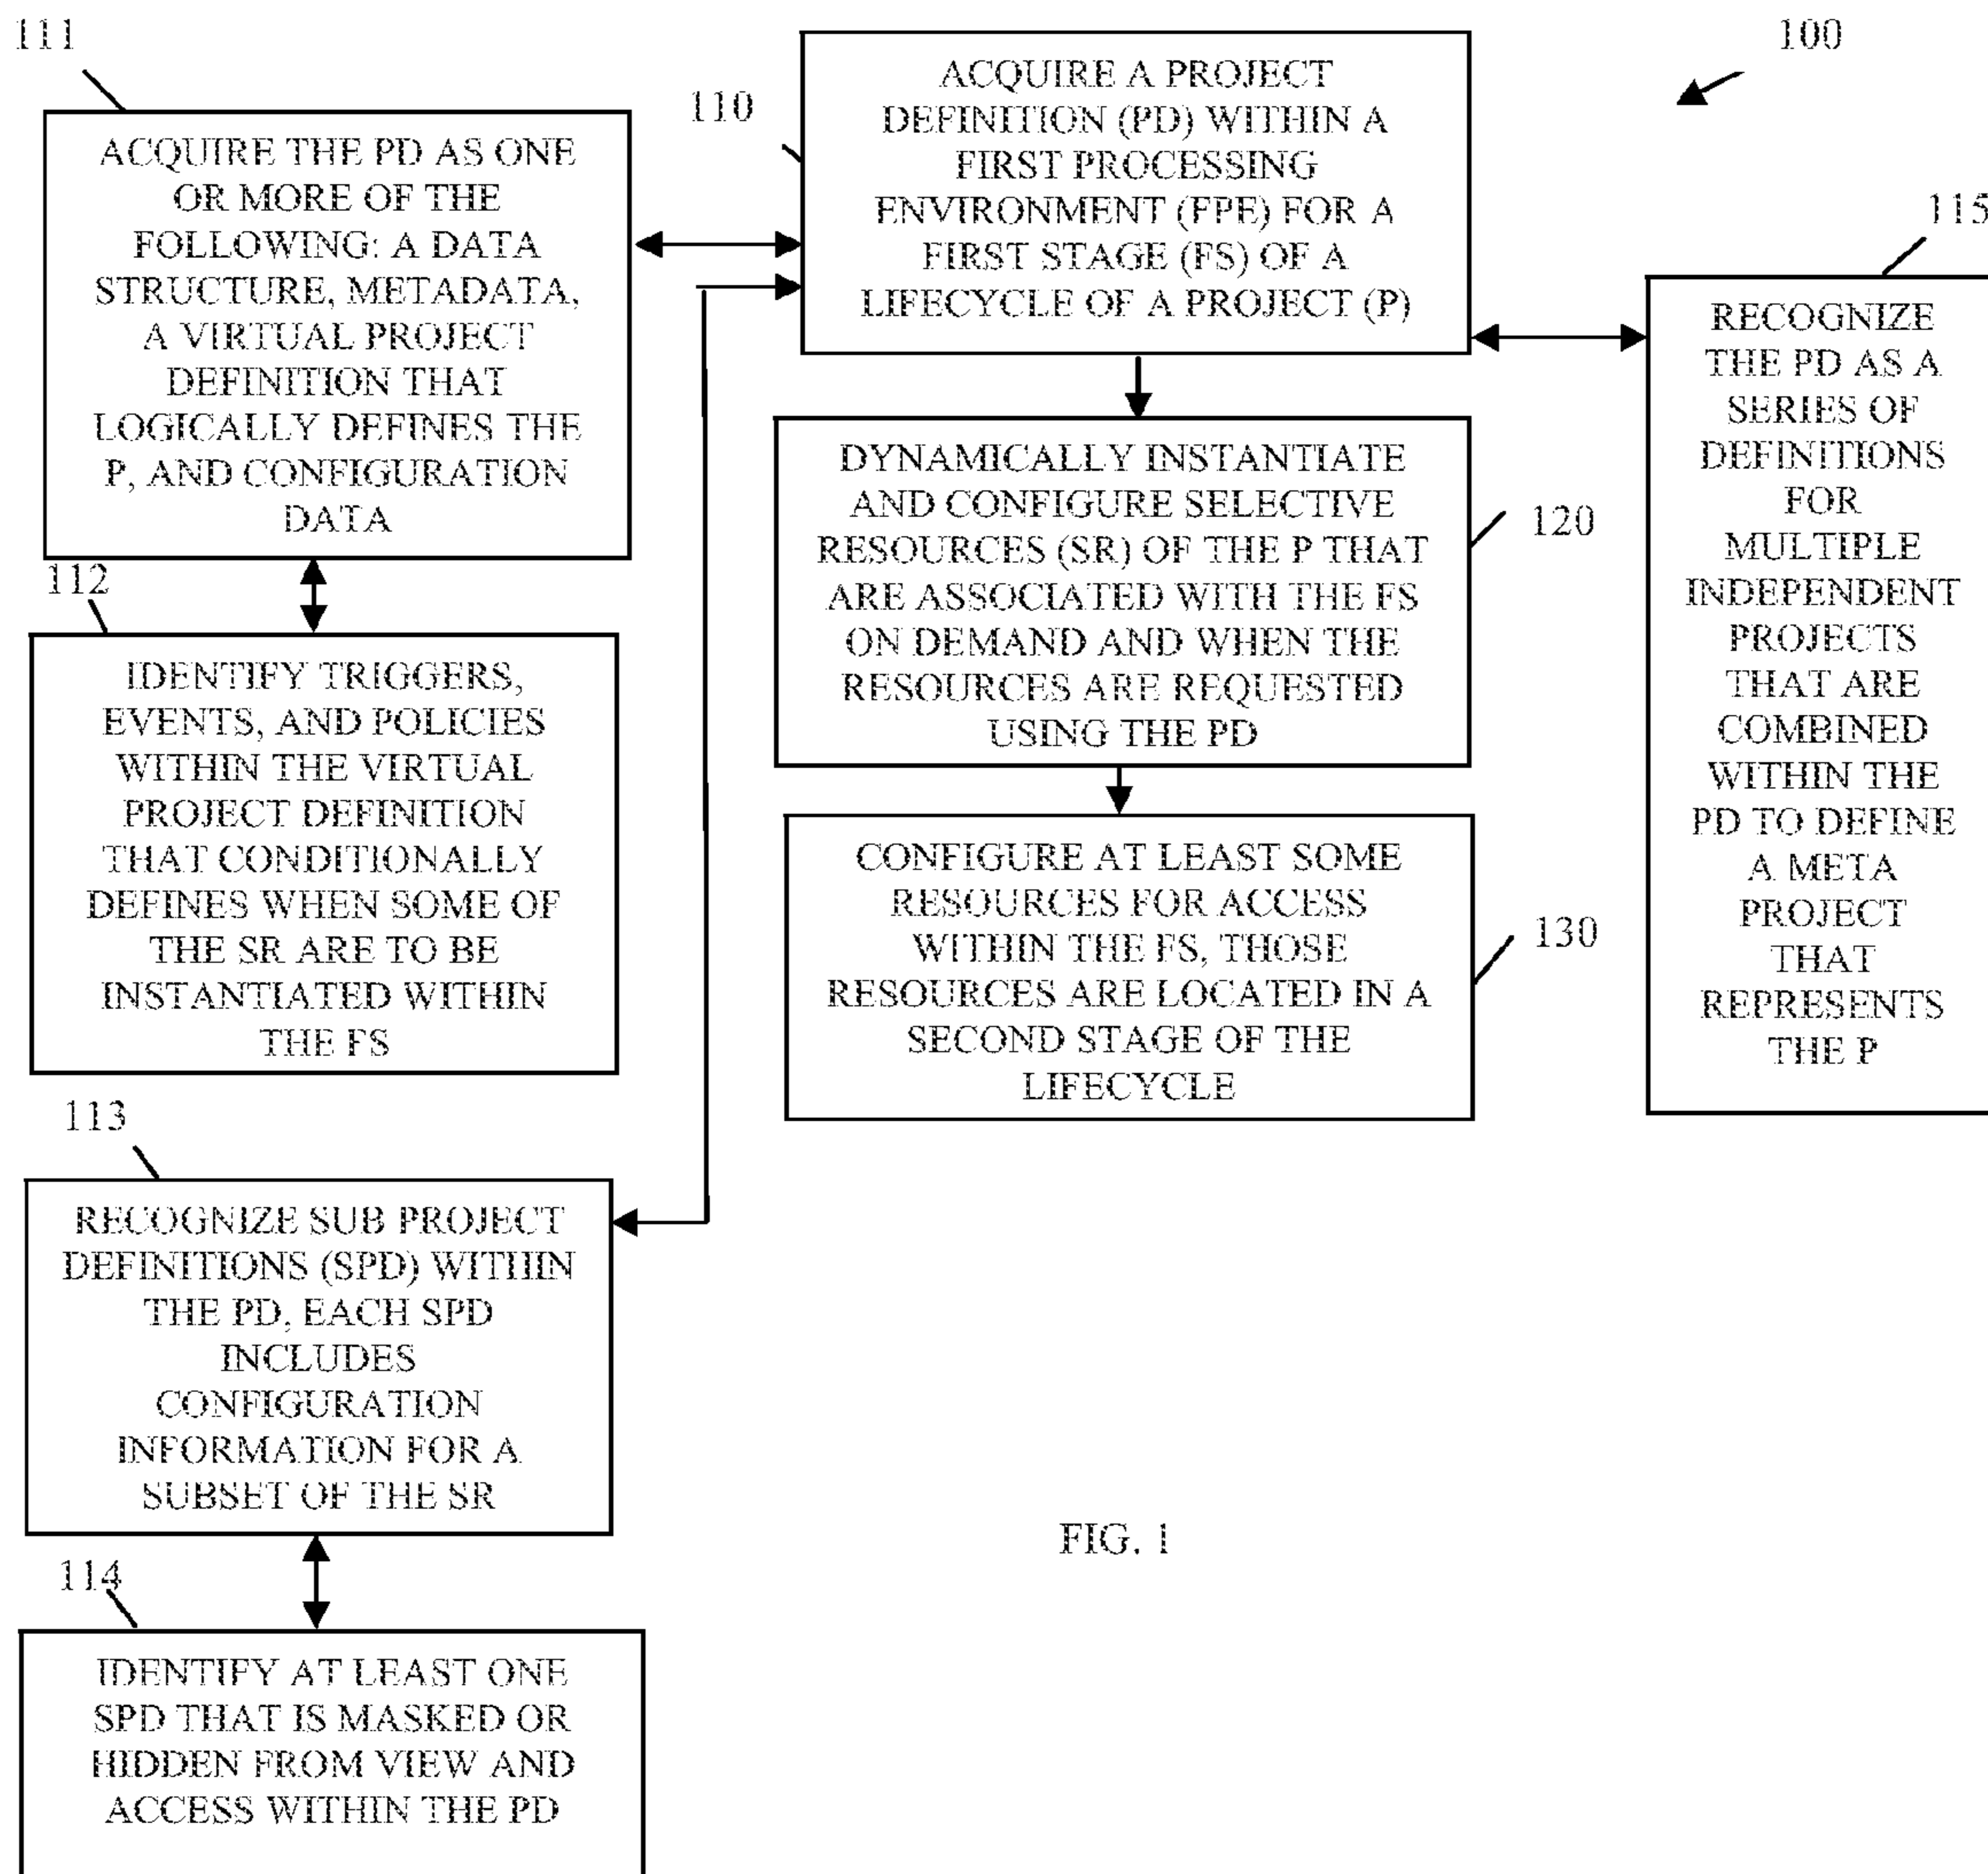 111
ACQUIRE THE PD AS ONE
OR MORE OF THE
FOLLOWING: A DATA
STRUCTURE, METADATA,
A VIRTUAL PROJECT
DEFINITION THAT
LOGICALLY DEFINES THE
P, AND CONFIGURATION
DATA
112
IDENTIFY TRIGGERS,
EVENTS, AND POLICIES
WITHIN THE VIRTUAL
PROJECT DEFINITION
THAT CONDITIONALLY
DEFINES WHEN SOME OF
THE SR ARE TO BE
INSTANTIATED WITHIN
THE FS
113
RECOGNIZE SUB PROJECT
DEFINITIONS (SPD) WITHIN
THE PD, EACH SPD
INCLUDES
CONFIGURATION
INFORMATION FOR A
SUBSET OF THE SR
114
IDENTIFY AT LEAST ONE
SPD THAT IS MASKED OR
HIDDEN FROM VIEW AND
ACCESS WITHIN THE PD
110
ACQUIRE A PROJECT
DEFINITION (PD) WITHIN A
FIRST PROCESSING
ENVIRONMENT (FPE) FOR A
FIRST STAGE (FS) OF A
LIFECYCLE OF A PROJECT (P)
DYNAMICALLY INSTANTIATE
AND CONFIGURE SELECTIVE
RESOURCES (SR) OF THE P THAT
ARE ASSOCIATED WITH THE FS
ON DEMAND AND WHEN THE
RESOURCES ARE REQUESTED
USING THE PD
120
CONFIGURE AT LEAST SOME
RESOURCES FOR ACCESS
WITHIN THE FS, THOSE
RESOURCES ARE LOCATED IN A
SECOND STAGE OF THE
LIFECYCLE
130
100
115
RECOGNIZE
THE PD AS A
SERIES OF
DEFINITIONS
FOR
MULTIPLE
INDEPENDENT
PROJECTS
THAT ARE
COMBINED
WITHIN THE
PD TO DEFINE
A META
PROJECT
THAT
REPRESENTS
THE P
FIG. 1